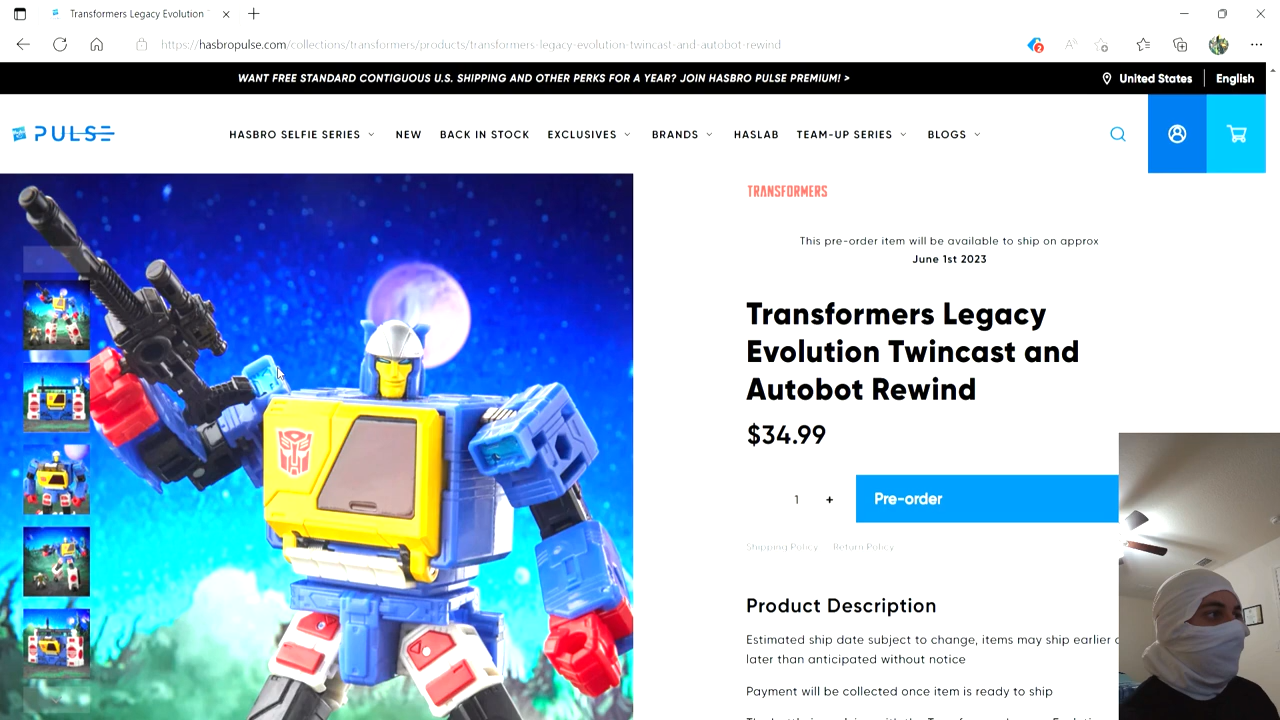 Transformers Legacy Evolution
https://hasbropulse.com/collections/transformers/products/transformers-legacy-evolution-twincast-and-autobot-rewind
2
WANT FREE STANDARD CONTIGUOUS U.S. SHIPPING AND OTHER PERKS FOR A YEAR? JOIN HASBRO PULSE PREMIUM! >
United States
English
PULSE
HASBRO SELFIE SERIES
NEW
BACK IN STOCK
EXCLUSIVES
BRANDS
HASLAB
TEAM-UP SERIES
BLOGS
TRANSFORMERS
This pre-order item will be available to ship on approx
June 1st 2023
Transformers Legacy
Evolution Twincast and
Autobot Rewind
$34.99
1 +
Pre-order
Shipping Policy Return Policy
Product Description
Estimated ship date subject to change, items may ship earlier
later than anticipated without notice
Payment will be collected once item is ready to ship